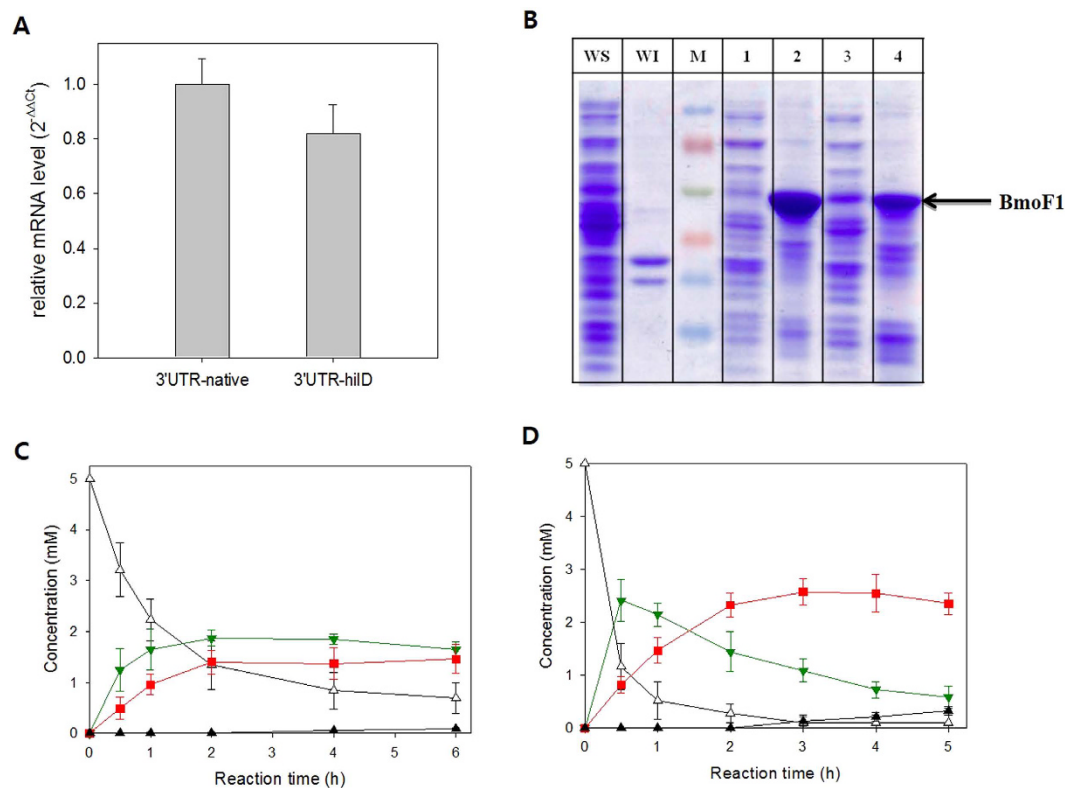 A
relative mRNA level (2^-ΔΔCt)
1.0
0.8
0.6
0.4
0.2
0.0
3'UTR-native 3'UTR-hilD
B
WS WI M 1 2 3 4
BmoF1
C
Concentration (mM)
5
4
3
2
1
0
0 1 2 3 4 5 6
Reaction time (h)
D
Concentration (mM)
5
4
3
2
1
0
0 1 2 3 4 5
Reaction time (h)